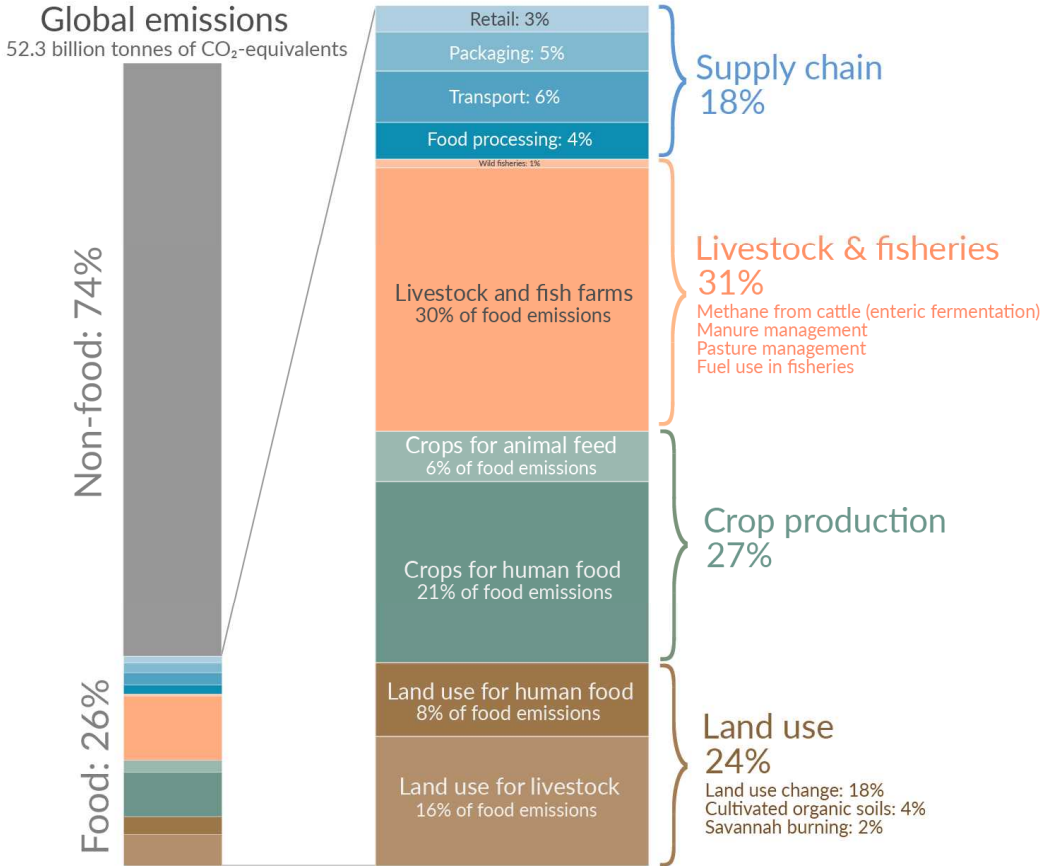 Global emissions
52.3 billion tonnes of CO₂-equivalents
Non-food: 74%
Food: 26%
Retail: 3%
Packaging: 5%
Transport: 6%
Food processing: 4%
Wild fisheries: 1%
Livestock and fish farms
30% of food emissions
Crops for animal feed
6% of food emissions
Crops for human food
21% of food emissions
Land use for human food
8% of food emissions
Land use for livestock
16% of food emissions
Supply chain
18%
Livestock & fisheries
31%
Methane from cattle (enteric fermentation)
Manure management
Pasture management
Fuel use in fisheries
Crop production
27%
Land use
24%
Land use change: 18%
Cultivated organic soils: 4%
Savannah burning: 2%